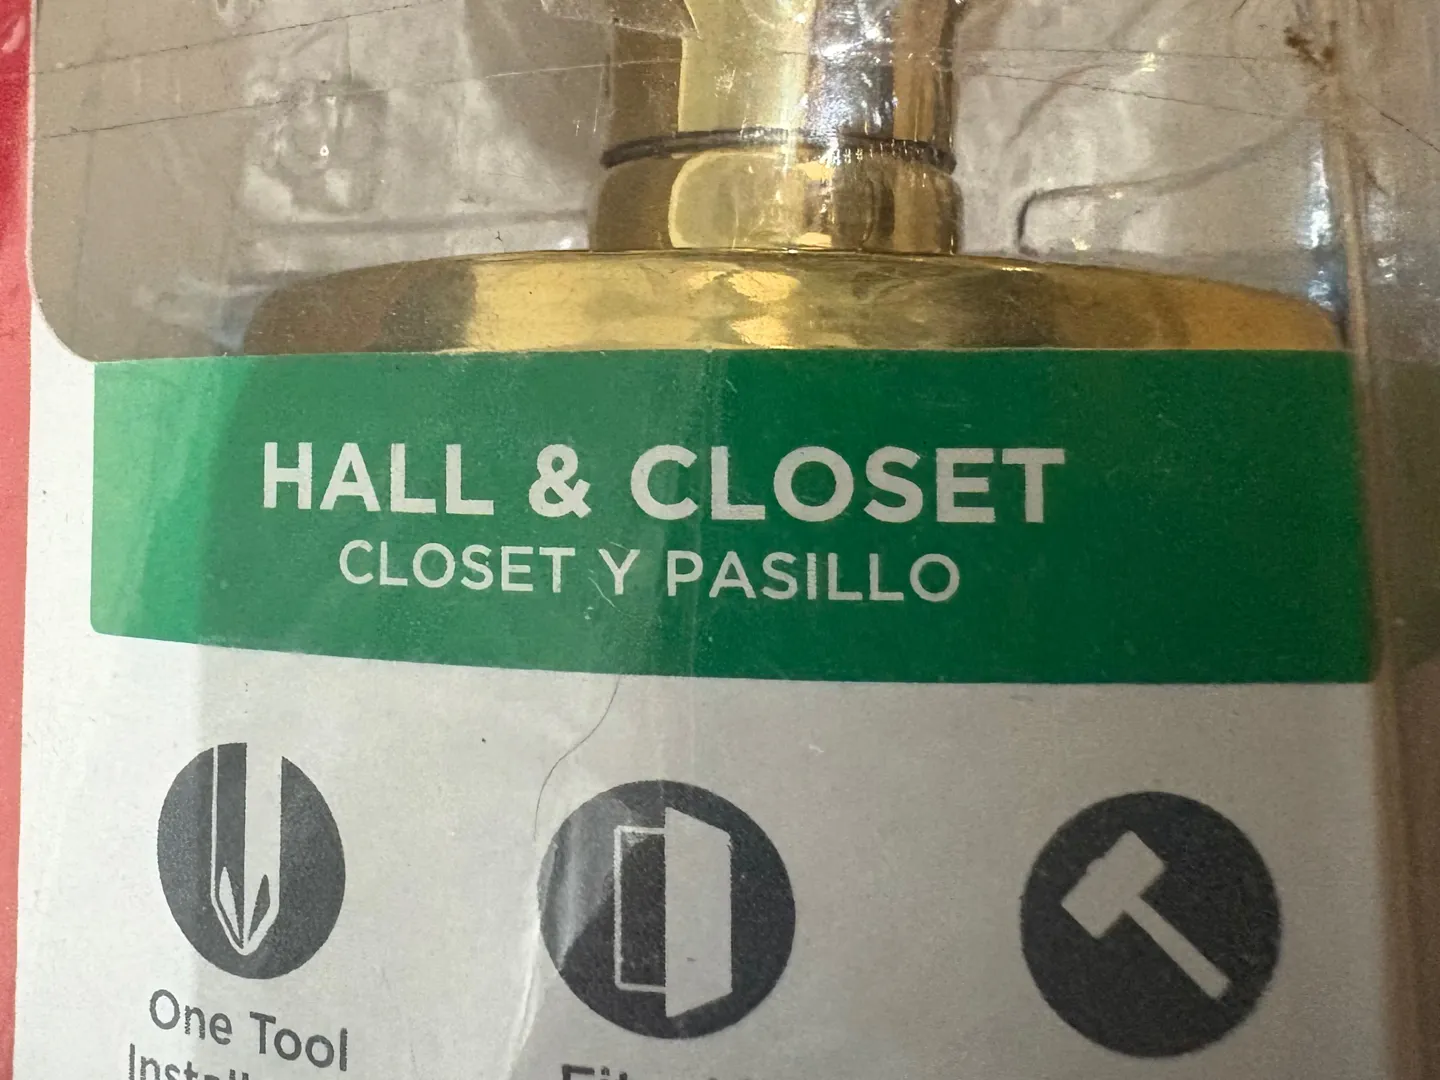 HALL & CLOSET
CLOSET Y PASILLO
One Tool